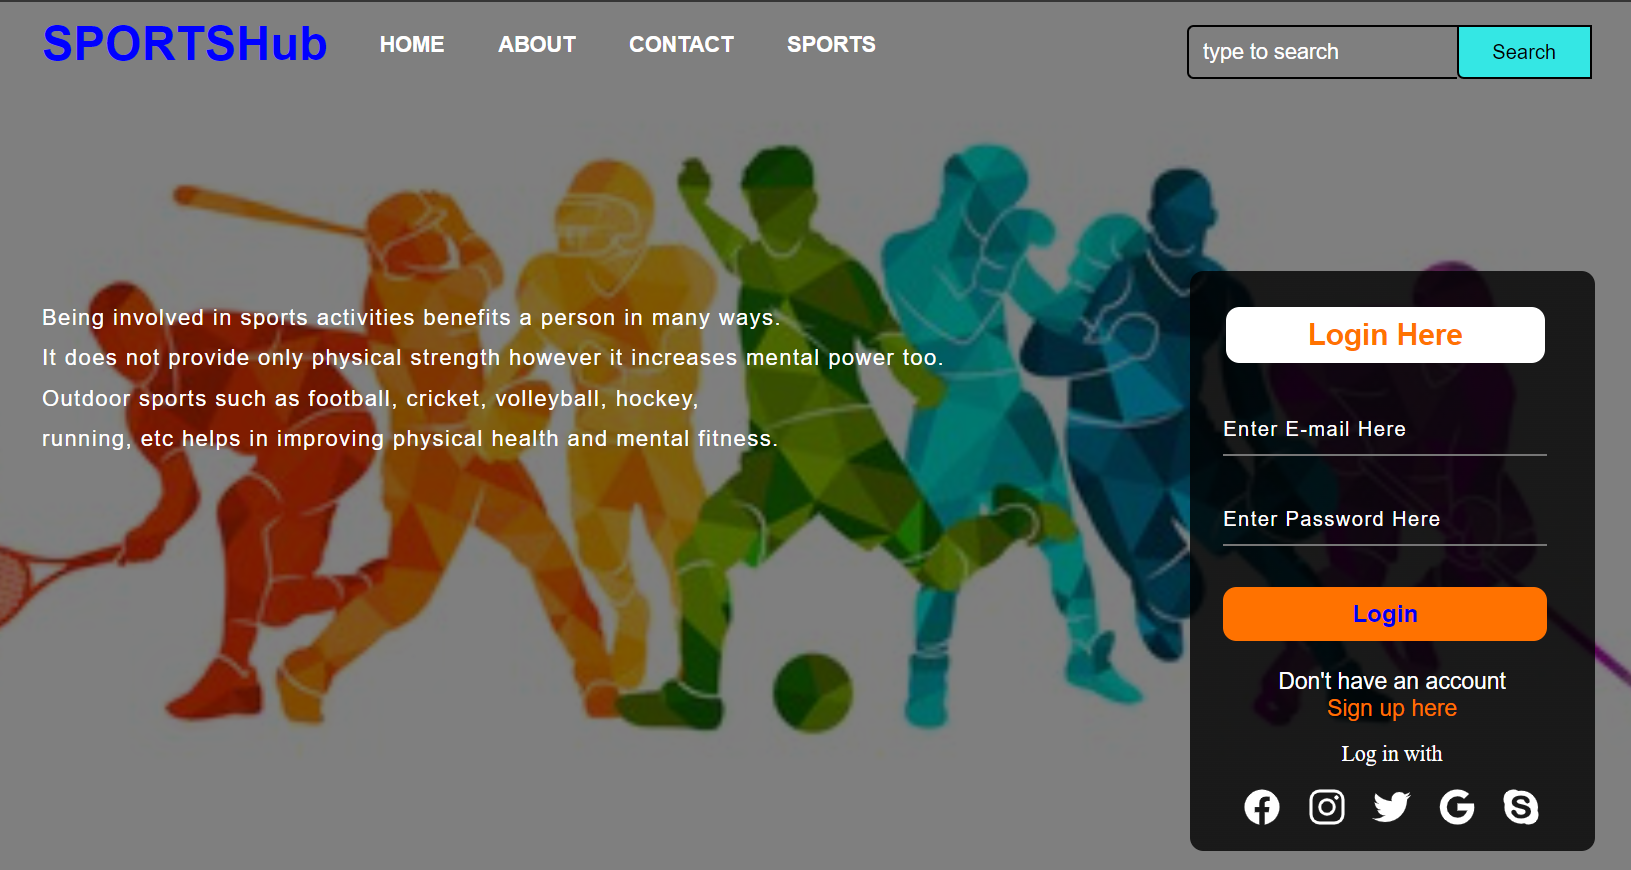 SPORTSHub
HOME ABOUT CONTACT SPORTS
type to search Search
Being involved in sports activities benefits a person in many ways.
It does not provide only physical strength however it increases mental power too.
Outdoor sports such as football, cricket, volleyball, hockey,
running, etc helps in improving physical health and mental fitness.
Login Here
Enter E-mail Here
Enter Password Here
Login
Don't have an account
Sign up here
Log in with